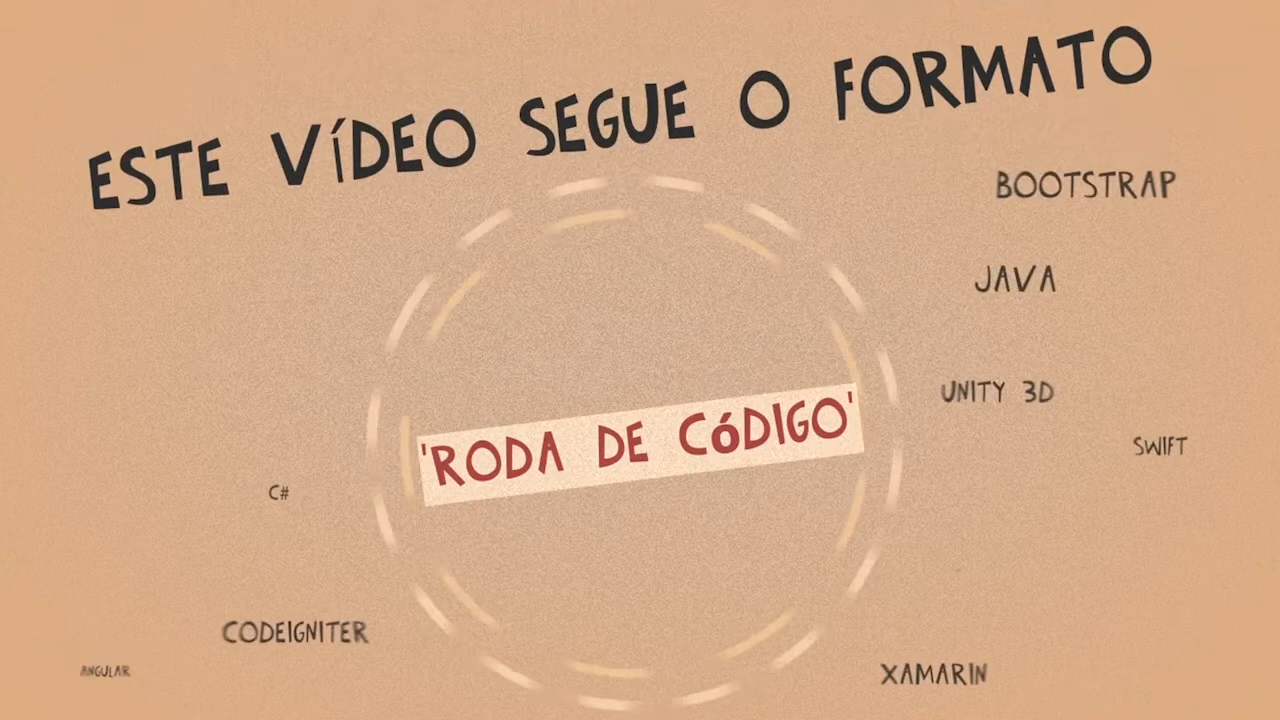 ESTE VÍDEO SEGUE O FORMATO
BOOTSTRAP
JAVA
UNITY 3D
'RODA DE CÓDIGO'
SWIFT
C#
CODEIGNITER
ANGULAR
XAMARIN